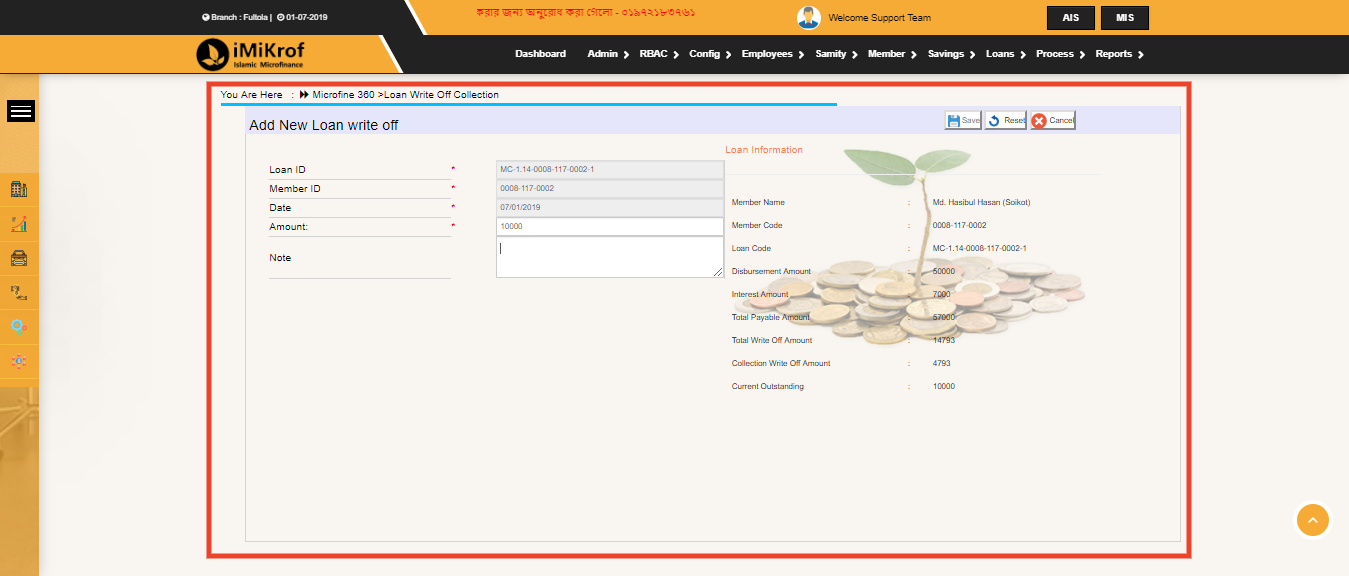 Branch : Fultola | 01-07-2019
করার জন্য অনুরোধ করা গেলো - ০১৯৭২১৮৩৭৬১
Welcome Support Team
AIS
MIS
iMiKrof
Islamic Microfinance
Dashboard Admin RBAC Config Employees Samity Member Savings Loans Process Reports
You Are Here : Microfine 360 >Loan Write Off Collection
Add New Loan write off
Save Reset Cancel
Loan Information
Loan ID * MC-1.14-0008-117-0002-1
Member ID * 0008-117-0002
Date * 07/01/2019
Amount: * 10000
Note
Member Name : Md. Hasibul Hasan (Soikot)
Member Code : 0008-117-0002
Loan Code : MC-1.14-0008-117-0002-1
Disbursement Amount : 50000
Interest Amount : 7000
Total Payable Amount : 57000
Total Write Off Amount : 14793
Collection Write Off Amount : 4793
Current Outstanding : 10000